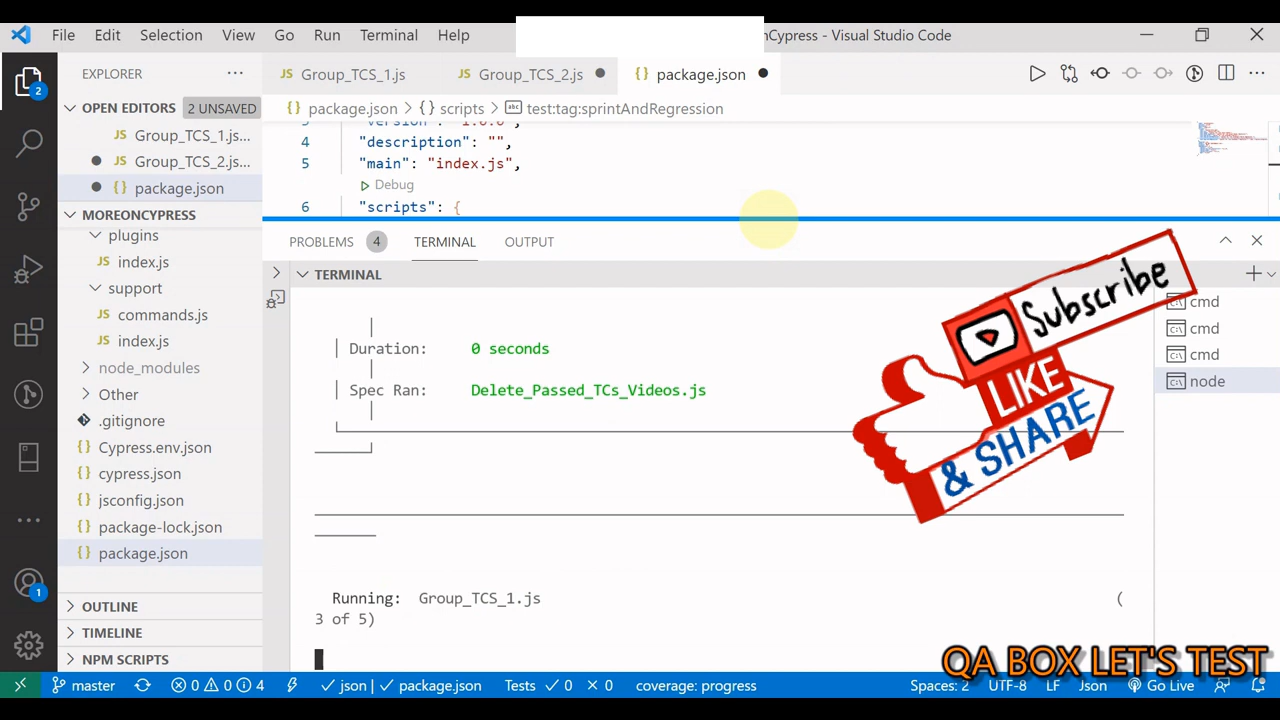 File Edit Selection View Go Run Terminal Help
nCypress - Visual Studio Code
EXPLORER
OPEN EDITORS 2 UNSAVED
Group_TCS_1.js...
Group_TCS_2.js...
package.json
MOREONCYPRESS
plugins
index.js
support
commands.js
index.js
node_modules
Other
.gitignore
Cypress.env.json
cypress.json
jsconfig.json
package-lock.json
package.json
OUTLINE
TIMELINE
NPM SCRIPTS
2
1
Group_TCS_1.js Group_TCS_2.js package.json
package.json scripts test:tag:sprintAndRegression
4 "description": "",
5 "main": "index.js",
Debug
6 "scripts": {
PROBLEMS 4 TERMINAL OUTPUT
TERMINAL
Duration: 0 seconds
Spec Ran: Delete_Passed_TCs_Videos.js
Running: Group_TCS_1.js (
3 of 5)
cmd
cmd
cmd
node
Subscribe
LIKE
& SHARE
QA BOX LET'S TEST
master 0 0 4 json | package.json Tests 0 0 coverage: progress Spaces: 2 UTF-8 LF Json Go Live